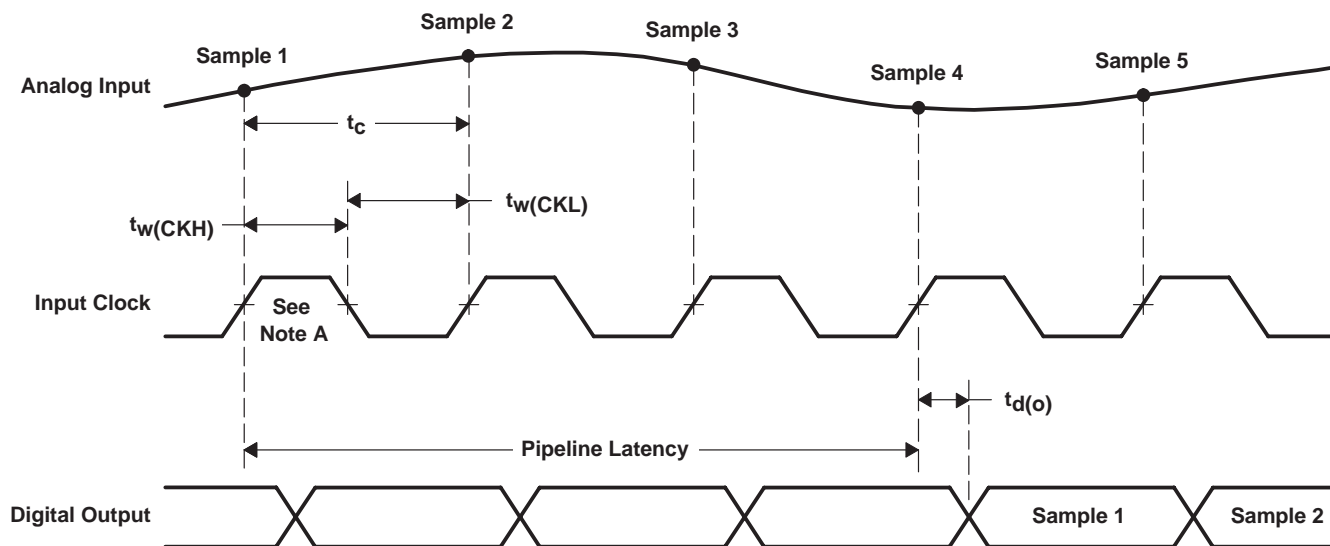 Sample 1
Sample 2
Sample 3
Sample 4
Sample 5
Analog Input
tc
tw(CKL)
tw(CKH)
Input Clock
See
Note A
td(o)
Pipeline Latency
Digital Output
Sample 1
Sample 2